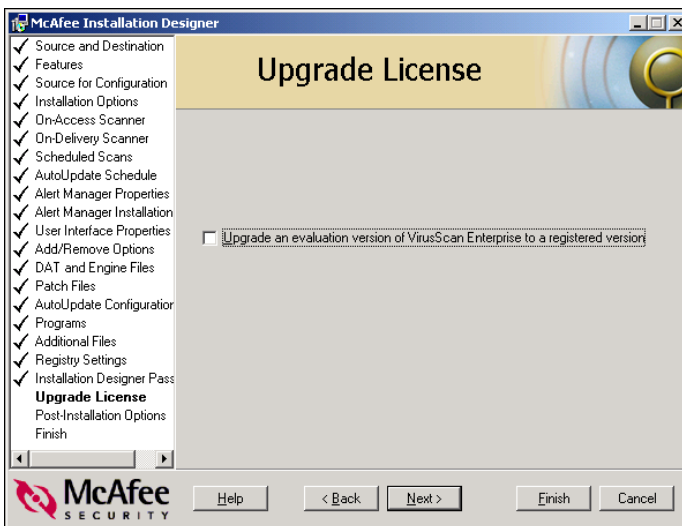 McAfee Installation Designer
Source and Destination
Features
Source for Configuration
Installation Options
On-Access Scanner
On-Delivery Scanner
Scheduled Scans
AutoUpdate Schedule
Alert Manager Properties
Alert Manager Installation
User Interface Properties
Add/Remove Options
DAT and Engine Files
Patch Files
AutoUpdate Configuration
Programs
Additional Files
Registry Settings
Installation Designer Pass
Upgrade License
Post-Installation Options
Finish
Upgrade License
Upgrade an evaluation version of VirusScan Enterprise to a registered version
McAfee
SECURITY
Help
< Back
Next >
Finish
Cancel